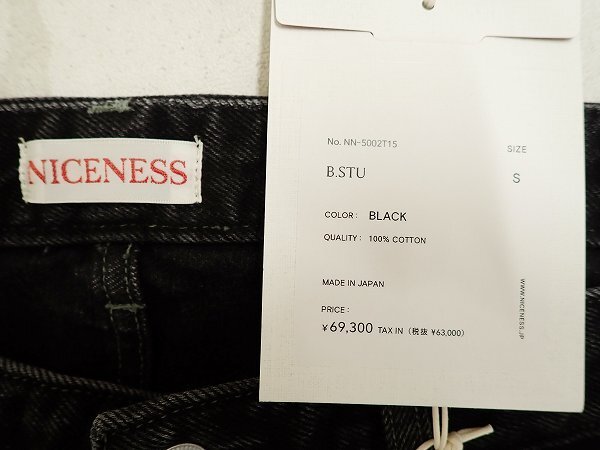 NICENESS
No. NN-5002T15
SIZE
B.STU
S
COLOR: BLACK
QUALITY: 100% COTTON
MADE IN JAPAN
PRICE:
¥69,300 TAX IN (税抜 ¥63,000)
WWW.NICENESS.JP